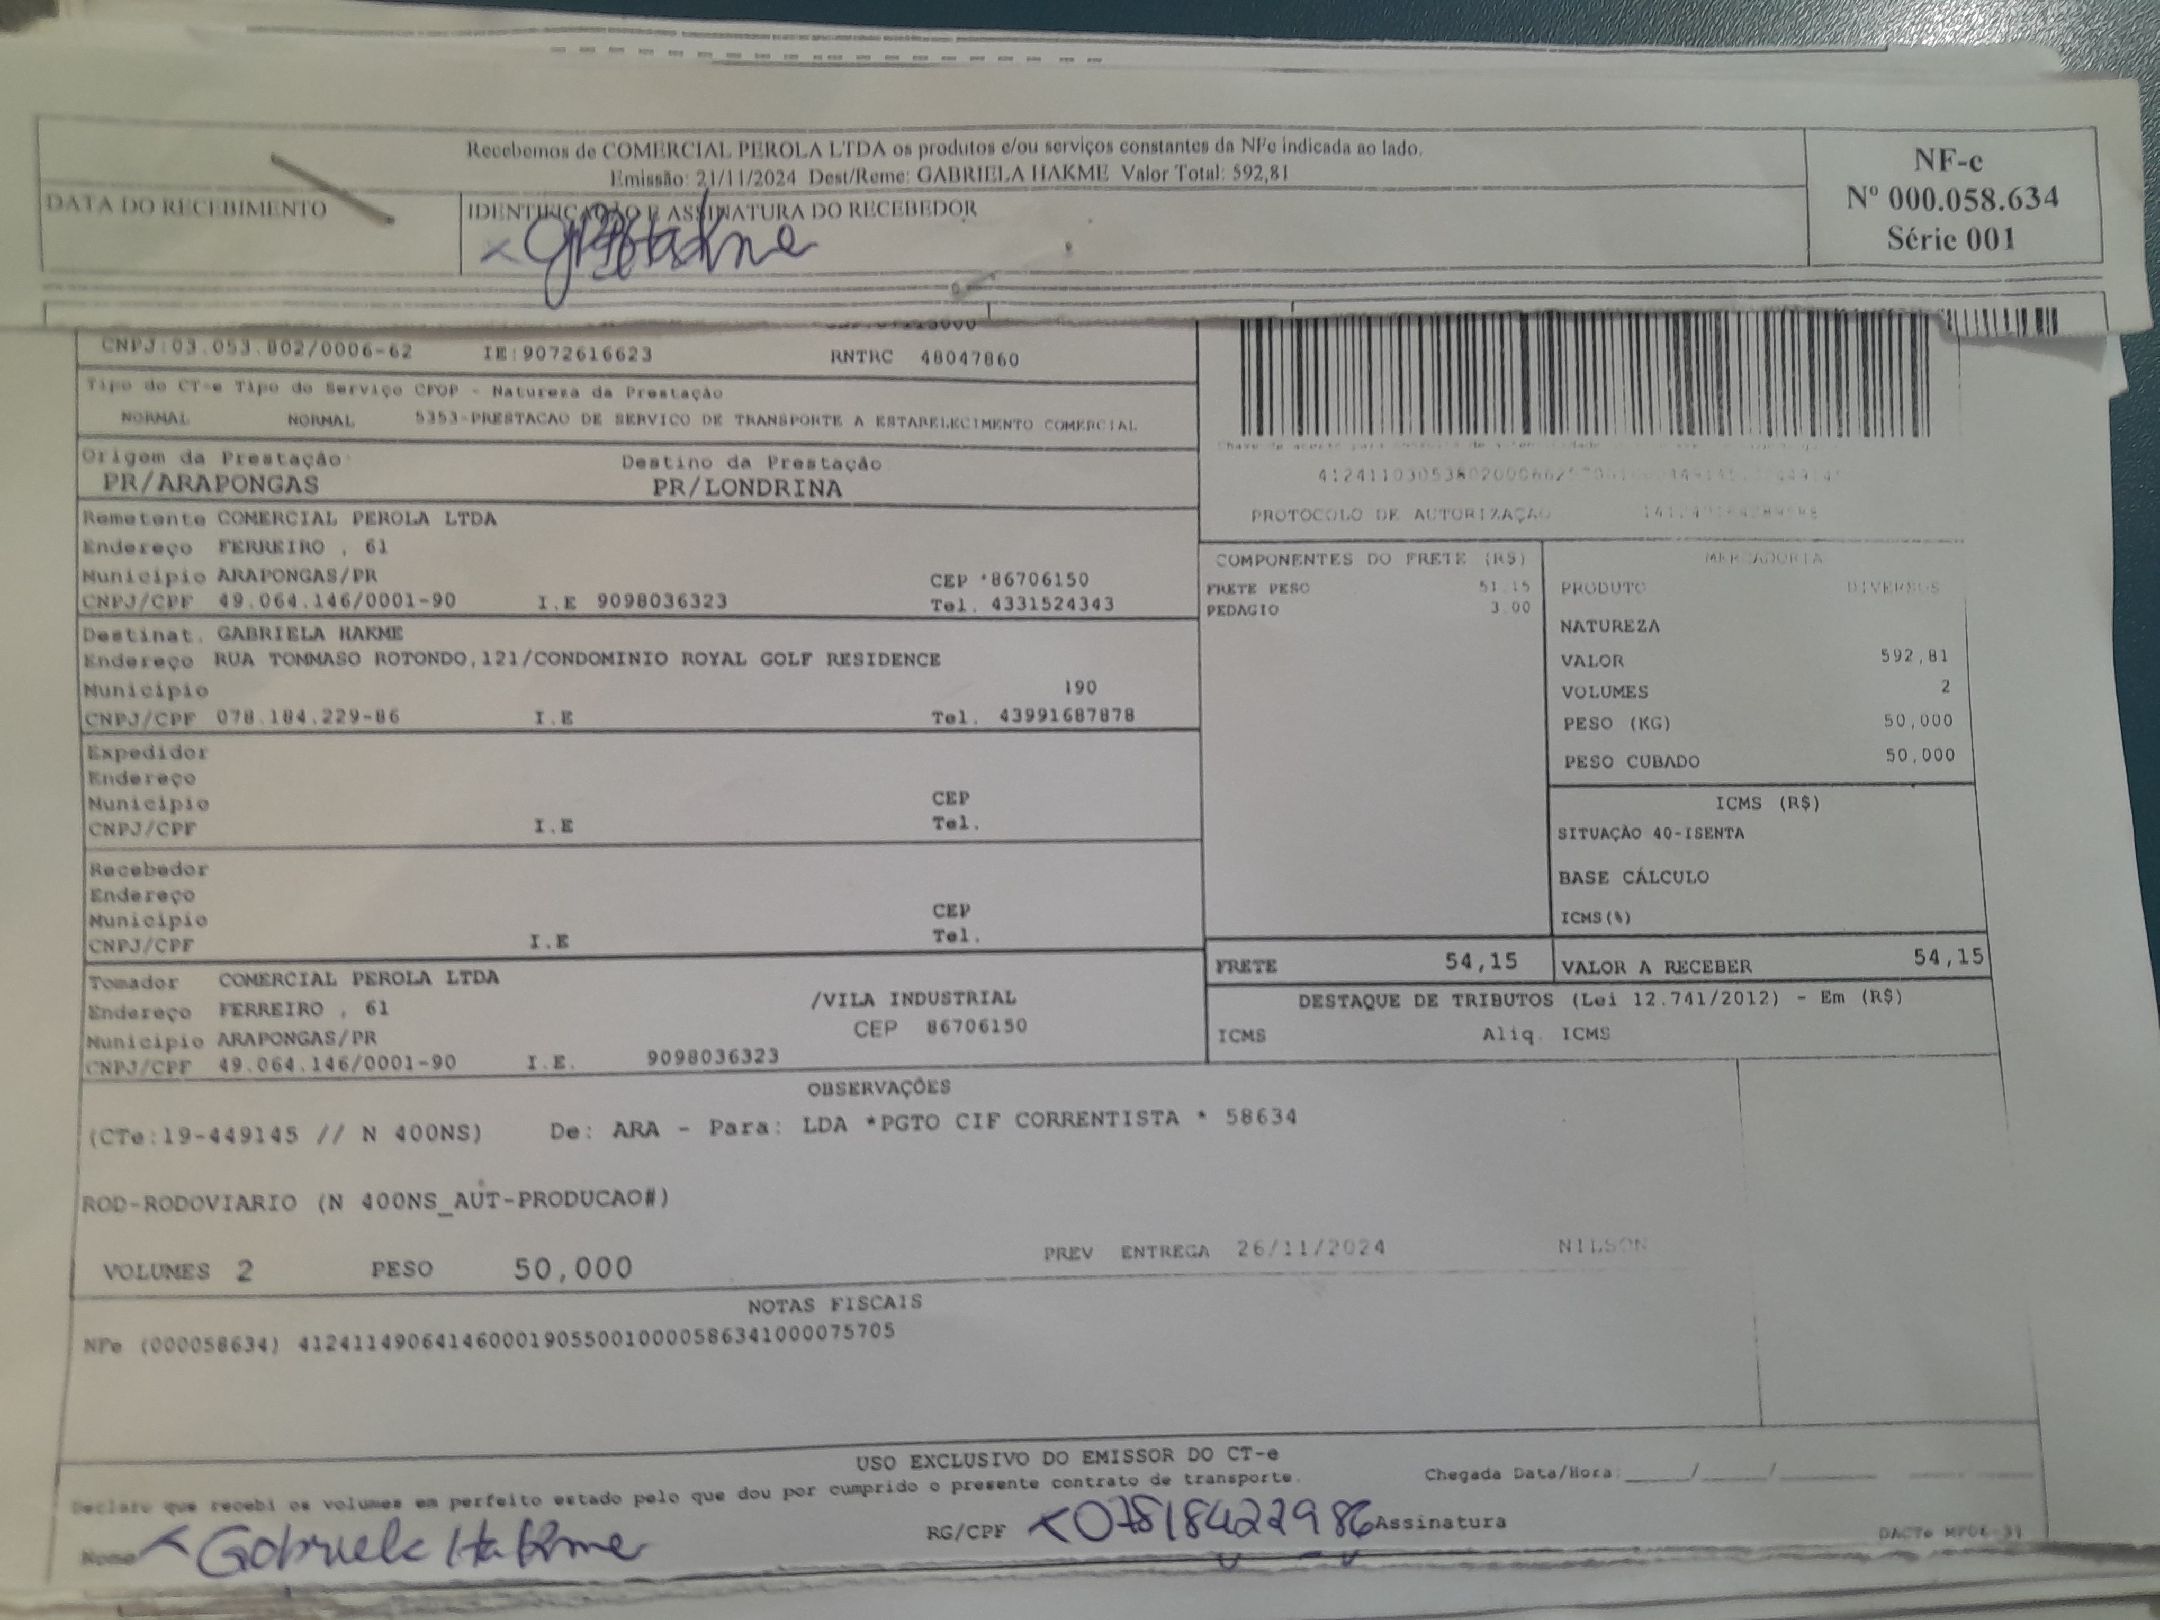 Recebemos de COMERCIAL PEROLA LTDA os produtos e/ou serviços constantes da NFe indicada ao lado.
Emissão: 21/11/2024 Dest/Reme: GABRIELA HAKME Valor Total: 592,81
NF-e
Nº 000.058.634
Série 001
DATA DO RECEBIMENTO
IDENTIFICAÇÃO E ASSINATURA DO RECEBEDOR
CNPJ:03.053.802/0006-62 IE:9072616623 RNTRC 48047860
Tipo do CT-e Tipo do Serviço CFOP - Natureza da Prestação
NORMAL NORMAL 5353-PRESTACAO DE SERVICO DE TRANSPORTE A ESTABELECIMENTO COMERCIAL
Origem da Prestação Destino da Prestação
PR/ARAPONGAS PR/LONDRINA
PROTOCOLO DE AUTORIZAÇÃO
Remetente COMERCIAL PEROLA LTDA
Endereço FERREIRO , 61
Município ARAPONGAS/PR CEP 86706150
CNPJ/CPF 49.064.146/0001-90 I.E 9098036323 Tel. 4331524343
Destinat. GABRIELA HAKME
Endereço RUA TOMMASO ROTONDO,121/CONDOMINIO ROYAL GOLF RESIDENCE
Município 190
CNPJ/CPF 078.184.229-86 I.E Tel. 43991687878
Expedidor
Endereço
Município CEP
CNPJ/CPF I.E Tel.
Recebedor
Endereço
Município CEP
CNPJ/CPF I.E Tel.
Tomador COMERCIAL PEROLA LTDA
Endereço FERREIRO , 61 /VILA INDUSTRIAL
Município ARAPONGAS/PR CEP 86706150
CNPJ/CPF 49.064.146/0001-90 I.E. 9098036323
COMPONENTES DO FRETE (R$)
FRETE PESO 51.15
PEDAGIO 3.00
MERCADORIA
PRODUTO DIVERSOS
NATUREZA
VALOR 592,81
VOLUMES 2
PESO (KG) 50,000
PESO CUBADO 50,000
ICMS (R$)
SITUAÇÃO 40-ISENTA
BASE CÁLCULO
ICMS(%)
FRETE 54,15 VALOR A RECEBER 54,15
DESTAQUE DE TRIBUTOS (Lei 12.741/2012) - Em (R$)
ICMS Aliq. ICMS
OBSERVAÇÕES
(CTe:19-449145 // N 400NS) De: ARA - Para: LDA *PGTO CIF CORRENTISTA * 58634
ROD-RODOVIARIO (N 400NS_AUT-PRODUCAO#)
VOLUMES 2 PESO 50,000 PREV ENTREGA 26/11/2024 NILSON
NOTAS FISCAIS
NFe (000058634) 41241149064146000190550010000586341000075705
USO EXCLUSIVO DO EMISSOR DO CT-e
Declaro que recebi os volumes em perfeito estado pelo que dou por cumprido o presente contrato de transporte. Chegada Data/Hora:____/____/____
Nome Gabriela Hakme RG/CPF 07818422986 Assinatura